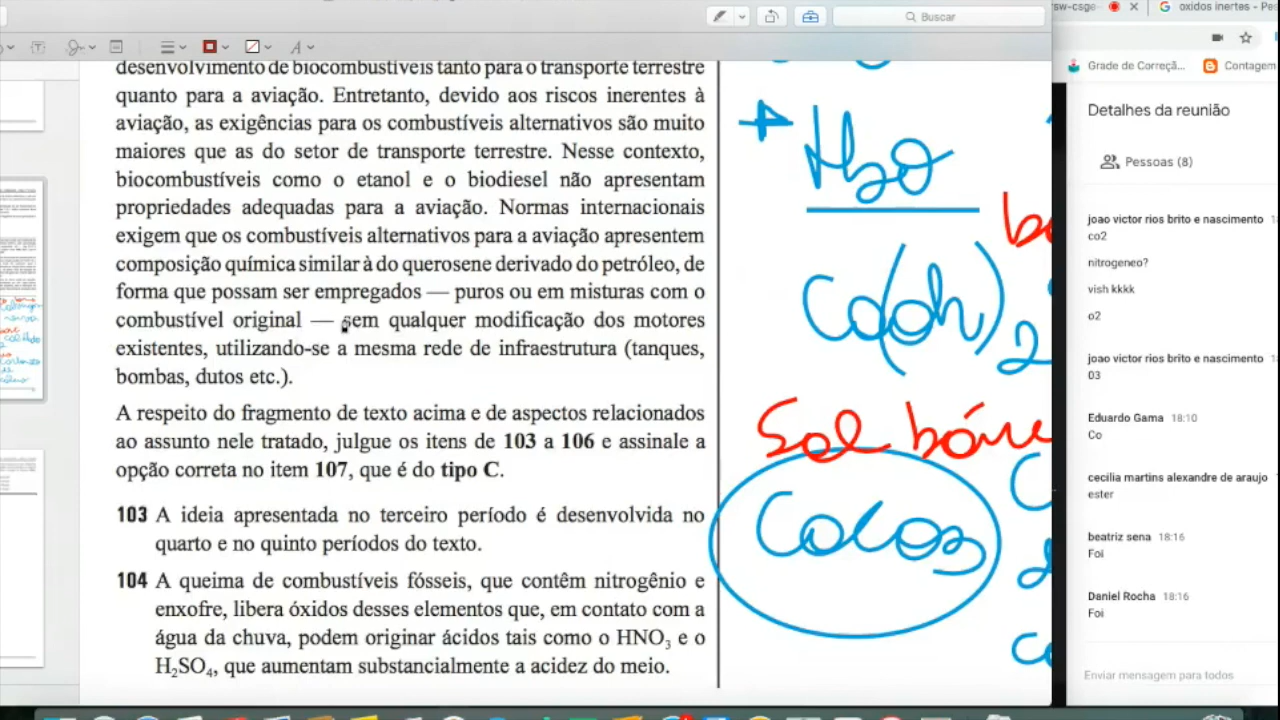 Buscar
rsw-csge
oxidos inertes - Pes
Grade de Correçã...
Contagem
desenvolvimento de biocombustíveis tanto para o transporte terrestre
quanto para a aviação. Entretanto, devido aos riscos inerentes à
aviação, as exigências para os combustíveis alternativos são muito
maiores que as do setor de transporte terrestre. Nesse contexto,
biocombustíveis como o etanol e o biodiesel não apresentam
propriedades adequadas para a aviação. Normas internacionais
exigem que os combustíveis alternativos para a aviação apresentem
composição química similar à do querosene derivado do petróleo, de
forma que possam ser empregados — puros ou em misturas com o
combustível original — sem qualquer modificação dos motores
existentes, utilizando-se a mesma rede de infraestrutura (tanques,
bombas, dutos etc.).
A respeito do fragmento de texto acima e de aspectos relacionados
ao assunto nele tratado, julgue os itens de 103 a 106 e assinale a
opção correta no item 107, que é do tipo C.
103 A ideia apresentada no terceiro período é desenvolvida no
quarto e no quinto períodos do texto.
104 A queima de combustíveis fósseis, que contêm nitrogênio e
enxofre, libera óxidos desses elementos que, em contato com a
água da chuva, podem originar ácidos tais como o HNO₃ e o
H₂SO₄, que aumentam substancialmente a acidez do meio.
+ H2O
Ca(OH)2
CaCO3
Detalhes da reunião
Pessoas (8)
joao victor rios brito e nascimento
co2
nitrogeneo?
vish kkkk
o2
joao victor rios brito e nascimento
03
Eduardo Gama 18:10
Co
cecilia martins alexandre de araujo
ester
beatriz sena 18:16
Foi
Daniel Rocha 18:16
Foi
Enviar mensagem para todos